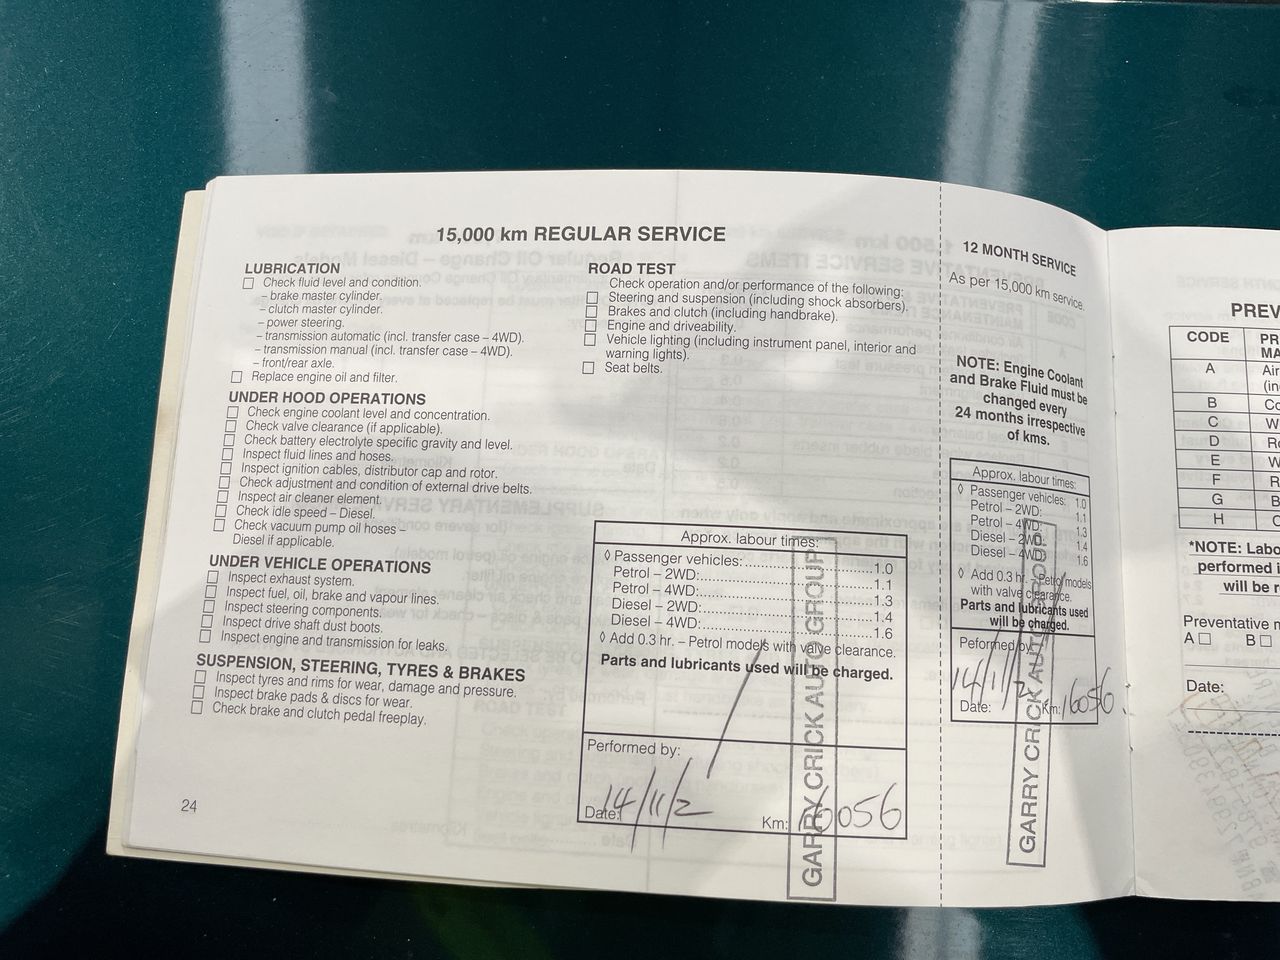 15,000 km REGULAR SERVICE
LUBRICATION
Check fluid level and condition.
– brake master cylinder.
– clutch master cylinder.
– power steering.
– transmission automatic (incl. transfer case – 4WD).
– transmission manual (incl. transfer case – 4WD).
– front/rear axle.
Replace engine oil and filter.
UNDER HOOD OPERATIONS
Check engine coolant level and concentration.
Check valve clearance (if applicable).
Check battery electrolyte specific gravity and level.
Inspect fluid lines and hoses.
Inspect ignition cables, distributor cap and rotor.
Check adjustment and condition of external drive belts.
Inspect air cleaner element.
Check idle speed – Diesel.
Check vacuum pump oil hoses –
Diesel if applicable.
UNDER VEHICLE OPERATIONS
Inspect exhaust system.
Inspect fuel, oil, brake and vapour lines.
Inspect steering components.
Inspect drive shaft dust boots.
Inspect engine and transmission for leaks.
SUSPENSION, STEERING, TYRES & BRAKES
Inspect tyres and rims for wear, damage and pressure.
Inspect brake pads & discs for wear.
Check brake and clutch pedal freeplay.
24
ROAD TEST
Check operation and/or performance of the following:
Steering and suspension (including shock absorbers).
Brakes and clutch (including handbrake).
Engine and driveability.
Vehicle lighting (including instrument panel, interior and
warning lights).
Seat belts.
Approx. labour times:
◊ Passenger vehicles:..............................1.0
Petrol – 2WD:..............................1.1
Petrol – 4WD:..............................1.3
Diesel – 2WD:..............................1.4
Diesel – 4WD:..............................1.6
◊ Add 0.3 hr. – Petrol models with valve clearance.
Parts and lubricants used will be charged.
Performed by:
Date: 14/11/2
Km: 16056
GARRY CRICK AUTO GROUP
12 MONTH SERVICE
As per 15,000 km service.
NOTE: Engine Coolant
and Brake Fluid must be
changed every
24 months irrespective
of kms.
Approx. labour times:
◊ Passenger vehicles: 1.0
Petrol – 2WD: 1.1
Petrol – 4WD: 1.3
Diesel – 2WD: 1.4
Diesel – 4WD: 1.6
◊ Add 0.3 hr. – Petrol models
with valve clearance.
Parts and lubricants used
will be charged.
Peformed by:
14/11/2
Date:
Km: 16056
GARRY CRICK AUTO GROUP
PREV
CODE
PR
MA
A
Air
(in
B
Co
C
W
D
Ro
E
W
F
R
G
B
H
*NOTE: Labo
performed i
will be r
Preventative m
A B
Date: